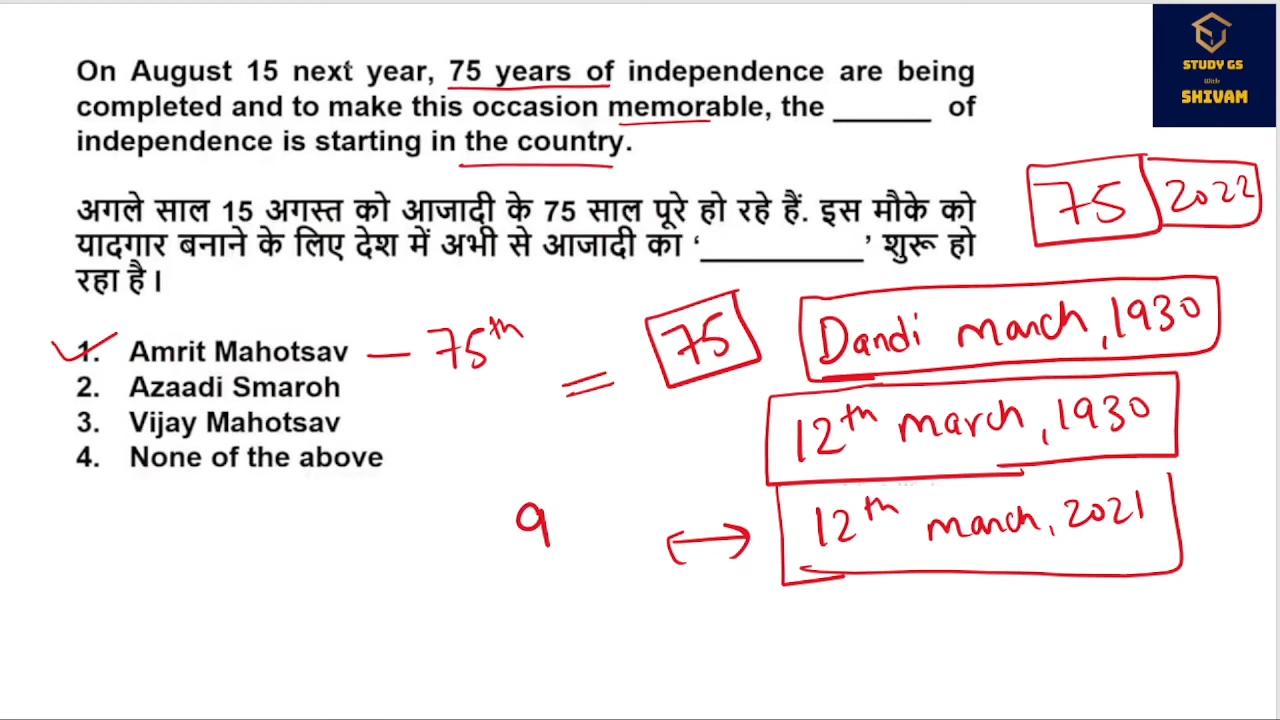 On August 15 next year, 75 years of independence are being
completed and to make this occasion memorable, the ______ of
independence is starting in the country.
अगले साल 15 अगस्त को आजादी के 75 साल पूरे हो रहे हैं. इस मौके को
यादगार बनाने के लिए देश में अभी से आजादी का ‘__________’ शुरू हो
रहा है ।
1. Amrit Mahotsav — 75th
2. Azaadi Smaroh
3. Vijay Mahotsav
4. None of the above
STUDY GS
With
SHIVAM
75 2022
= 75 Dandi march, 1930
12th march, 1930
9 ↔ 12th march, 2021